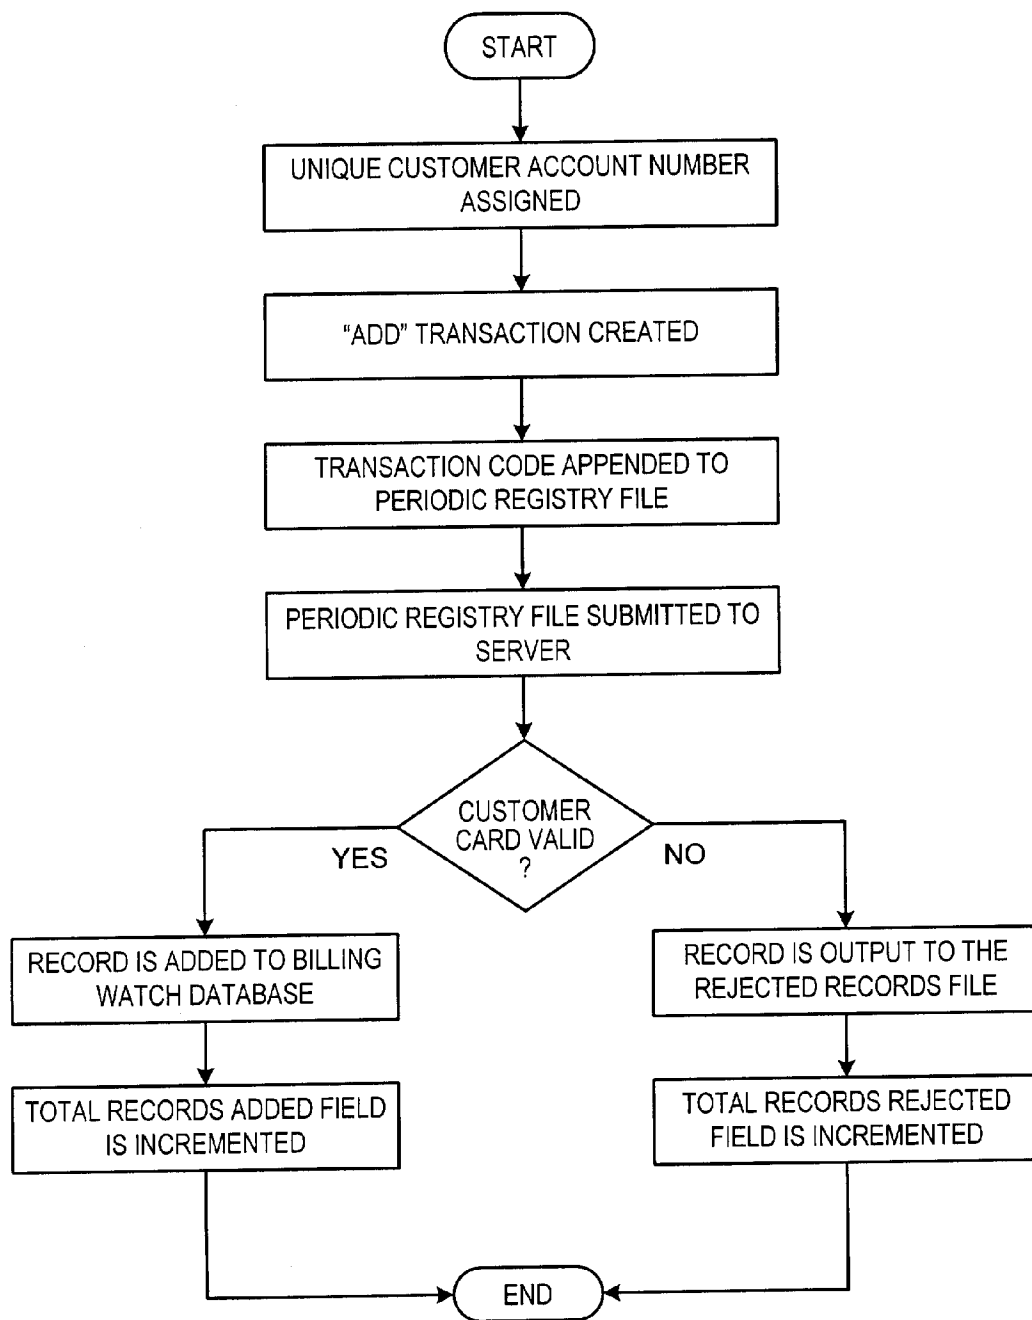 START
UNIQUE CUSTOMER ACCOUNT NUMBER
ASSIGNED
“ADD” TRANSACTION CREATED
TRANSACTION CODE APPENDED TO
PERIODIC REGISTRY FILE
PERIODIC REGISTRY FILE SUBMITTED TO
SERVER
CUSTOMER
CARD VALID
?
YES
NO
RECORD IS ADDED TO BILLING
WATCH DATABASE
RECORD IS OUTPUT TO THE
REJECTED RECORDS FILE
TOTAL RECORDS ADDED FIELD
IS INCREMENTED
TOTAL RECORDS REJECTED
FIELD IS INCREMENTED
END